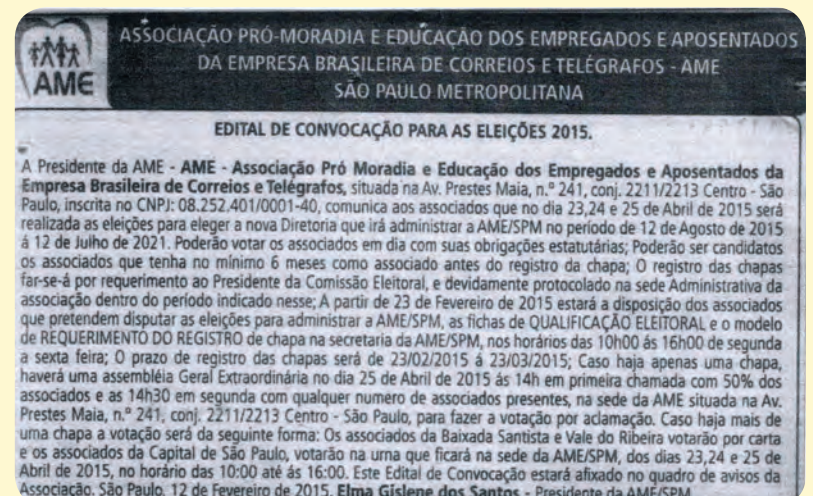 AME
ASSOCIAÇÃO PRÓ-MORADIA E EDUCAÇÃO DOS EMPREGADOS E APOSENTADOS
DA EMPRESA BRASILEIRA DE CORREIOS E TELÉGRAFOS - AME
SÃO PAULO METROPOLITANA
EDITAL DE CONVOCAÇÃO PARA AS ELEIÇÕES 2015.
A Presidente da AME - AME - Associação Pró Moradia e Educação dos Empregados e Aposentados da
Empresa Brasileira de Correios e Telégrafos, situada na Av. Prestes Maia, n.º 241, conj. 2211/2213 Centro - São
Paulo, inscrita no CNPJ: 08.252.401/0001-40, comunica aos associados que no dia 23,24 e 25 de Abril de 2015 será
realizada as eleições para eleger a nova Diretoria que irá administrar a AME/SPM no período de 12 de Agosto de 2015
á 12 de Julho de 2021. Poderão votar os associados em dia com suas obrigações estatutárias; Poderão ser candidatos
os associados que tenha no mínimo 6 meses como associado antes do registro da chapa; O registro das chapas
far-se-á por requerimento ao Presidente da Comissão Eleitoral, e devidamente protocolado na sede Administrativa da
associação dentro do período indicado nesse; A partir de 23 de Fevereiro de 2015 estará a disposição dos associados
que pretendem disputar as eleições para administrar a AME/SPM, as fichas de QUALIFICAÇÃO ELEITORAL e o modelo
de REQUERIMENTO DO REGISTRO de chapa na secretaria da AME/SPM, nos horários das 10h00 ás 16h00 de segunda
a sexta feira; O prazo de registro das chapas será de 23/02/2015 á 23/03/2015; Caso haja apenas uma chapa,
haverá uma assembléia Geral Extraordinária no dia 25 de Abril de 2015 ás 14h em primeira chamada com 50% dos
associados e as 14h30 em segunda com qualquer numero de associados presentes, na sede da AME situada na Av.
Prestes Maia, n.º 241, conj. 2211/2213 Centro - São Paulo, para fazer a votação por aclamação. Caso haja mais de
uma chapa a votação será da seguinte forma: Os associados da Baixada Santista e Vale do Ribeira votarão por carta
e os associados da Capital de São Paulo, votarão na urna que ficará na sede da AME/SPM, dos dias 23,24 e 25 de
Abril de 2015, no horário das 10:00 até ás 16:00. Este Edital de Convocação estará afixado no quadro de avisos da
Associação. São Paulo, 12 de Fevereiro de 2015. Elma Gislene dos Santos - Presidente da AME/SPM